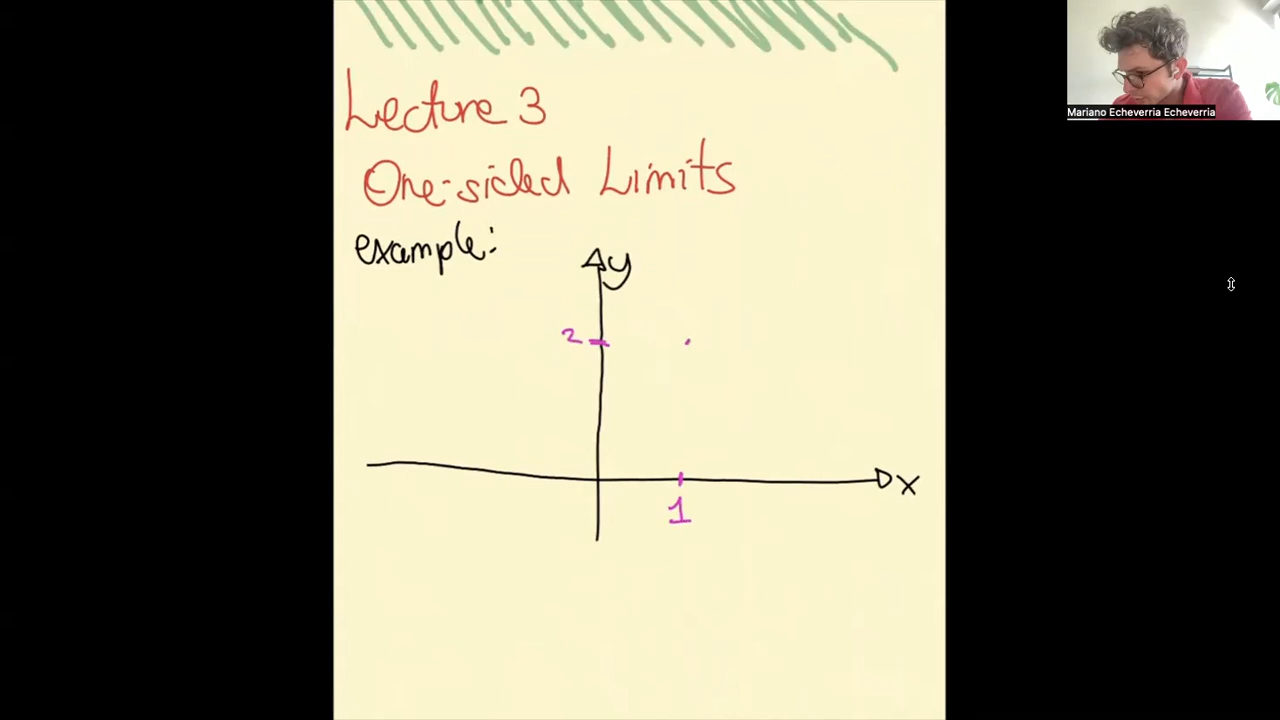 Lecture 3
One-sided Limits
example:
y
2
x
1
Mariano Echeverria Echeverria